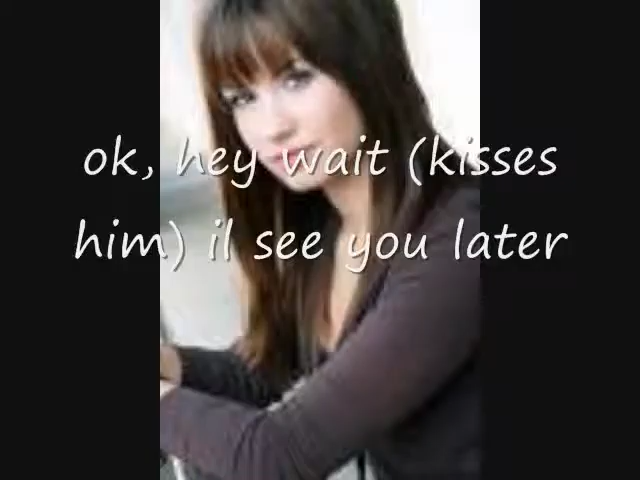 ok, hey wait (kisses
him) il see you later